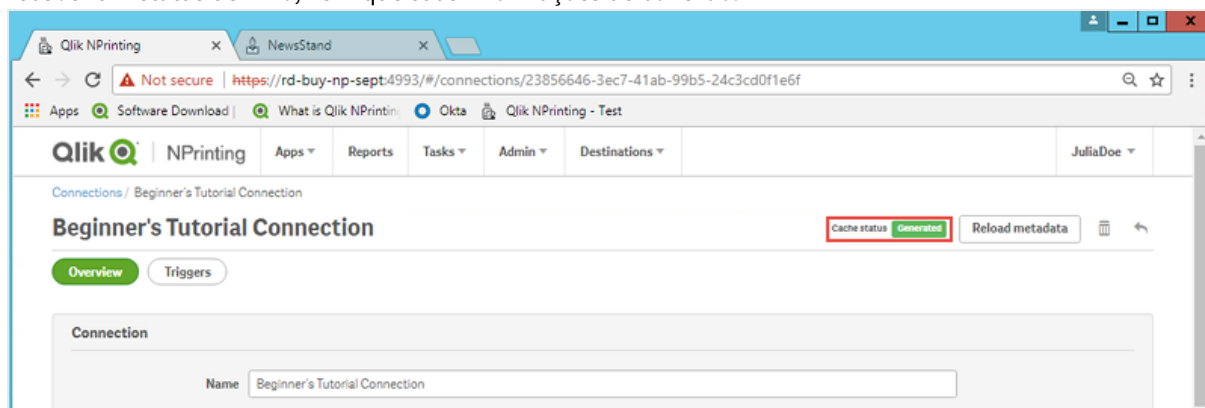 Qlik NPrinting
NewsStand
Not secure | https://rd-buy-np-sept:4993/#/connections/23856646-3ec7-41ab-99b5-24c3cd0f1e6f
Apps Software Download | What is Qlik NPrintin Okta Qlik NPrinting - Test
Qlik NPrinting Apps Reports Tasks Admin Destinations JuliaDoe
Connections / Beginner's Tutorial Connection
Beginner's Tutorial Connection Cache status Generated Reload metadata
Overview Triggers
Connection
Name Beginner's Tutorial Connection